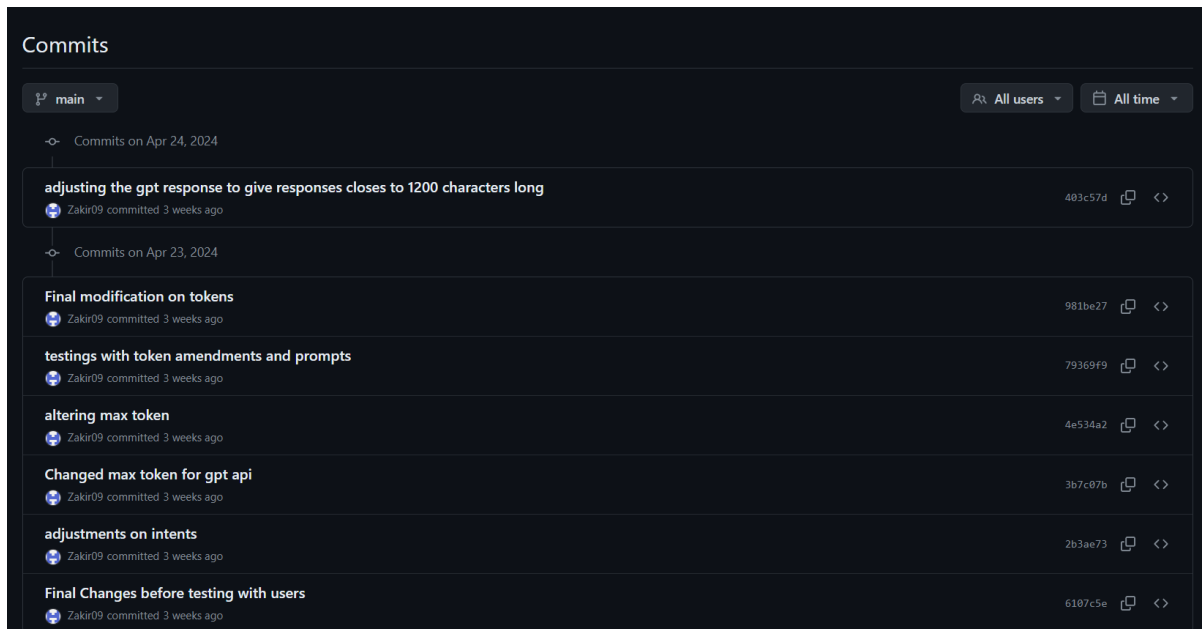 Commits
main
All users
All time
Commits on Apr 24, 2024
adjusting the gpt response to give responses closes to 1200 characters long
Zakir09 committed 3 weeks ago
403c57d
Commits on Apr 23, 2024
Final modification on tokens
Zakir09 committed 3 weeks ago
981be27
testings with token amendments and prompts
Zakir09 committed 3 weeks ago
79369f9
altering max token
Zakir09 committed 3 weeks ago
4e534a2
Changed max token for gpt api
Zakir09 committed 3 weeks ago
3b7c07b
adjustments on intents
Zakir09 committed 3 weeks ago
2b3ae73
Final Changes before testing with users
Zakir09 committed 3 weeks ago
6107c5e